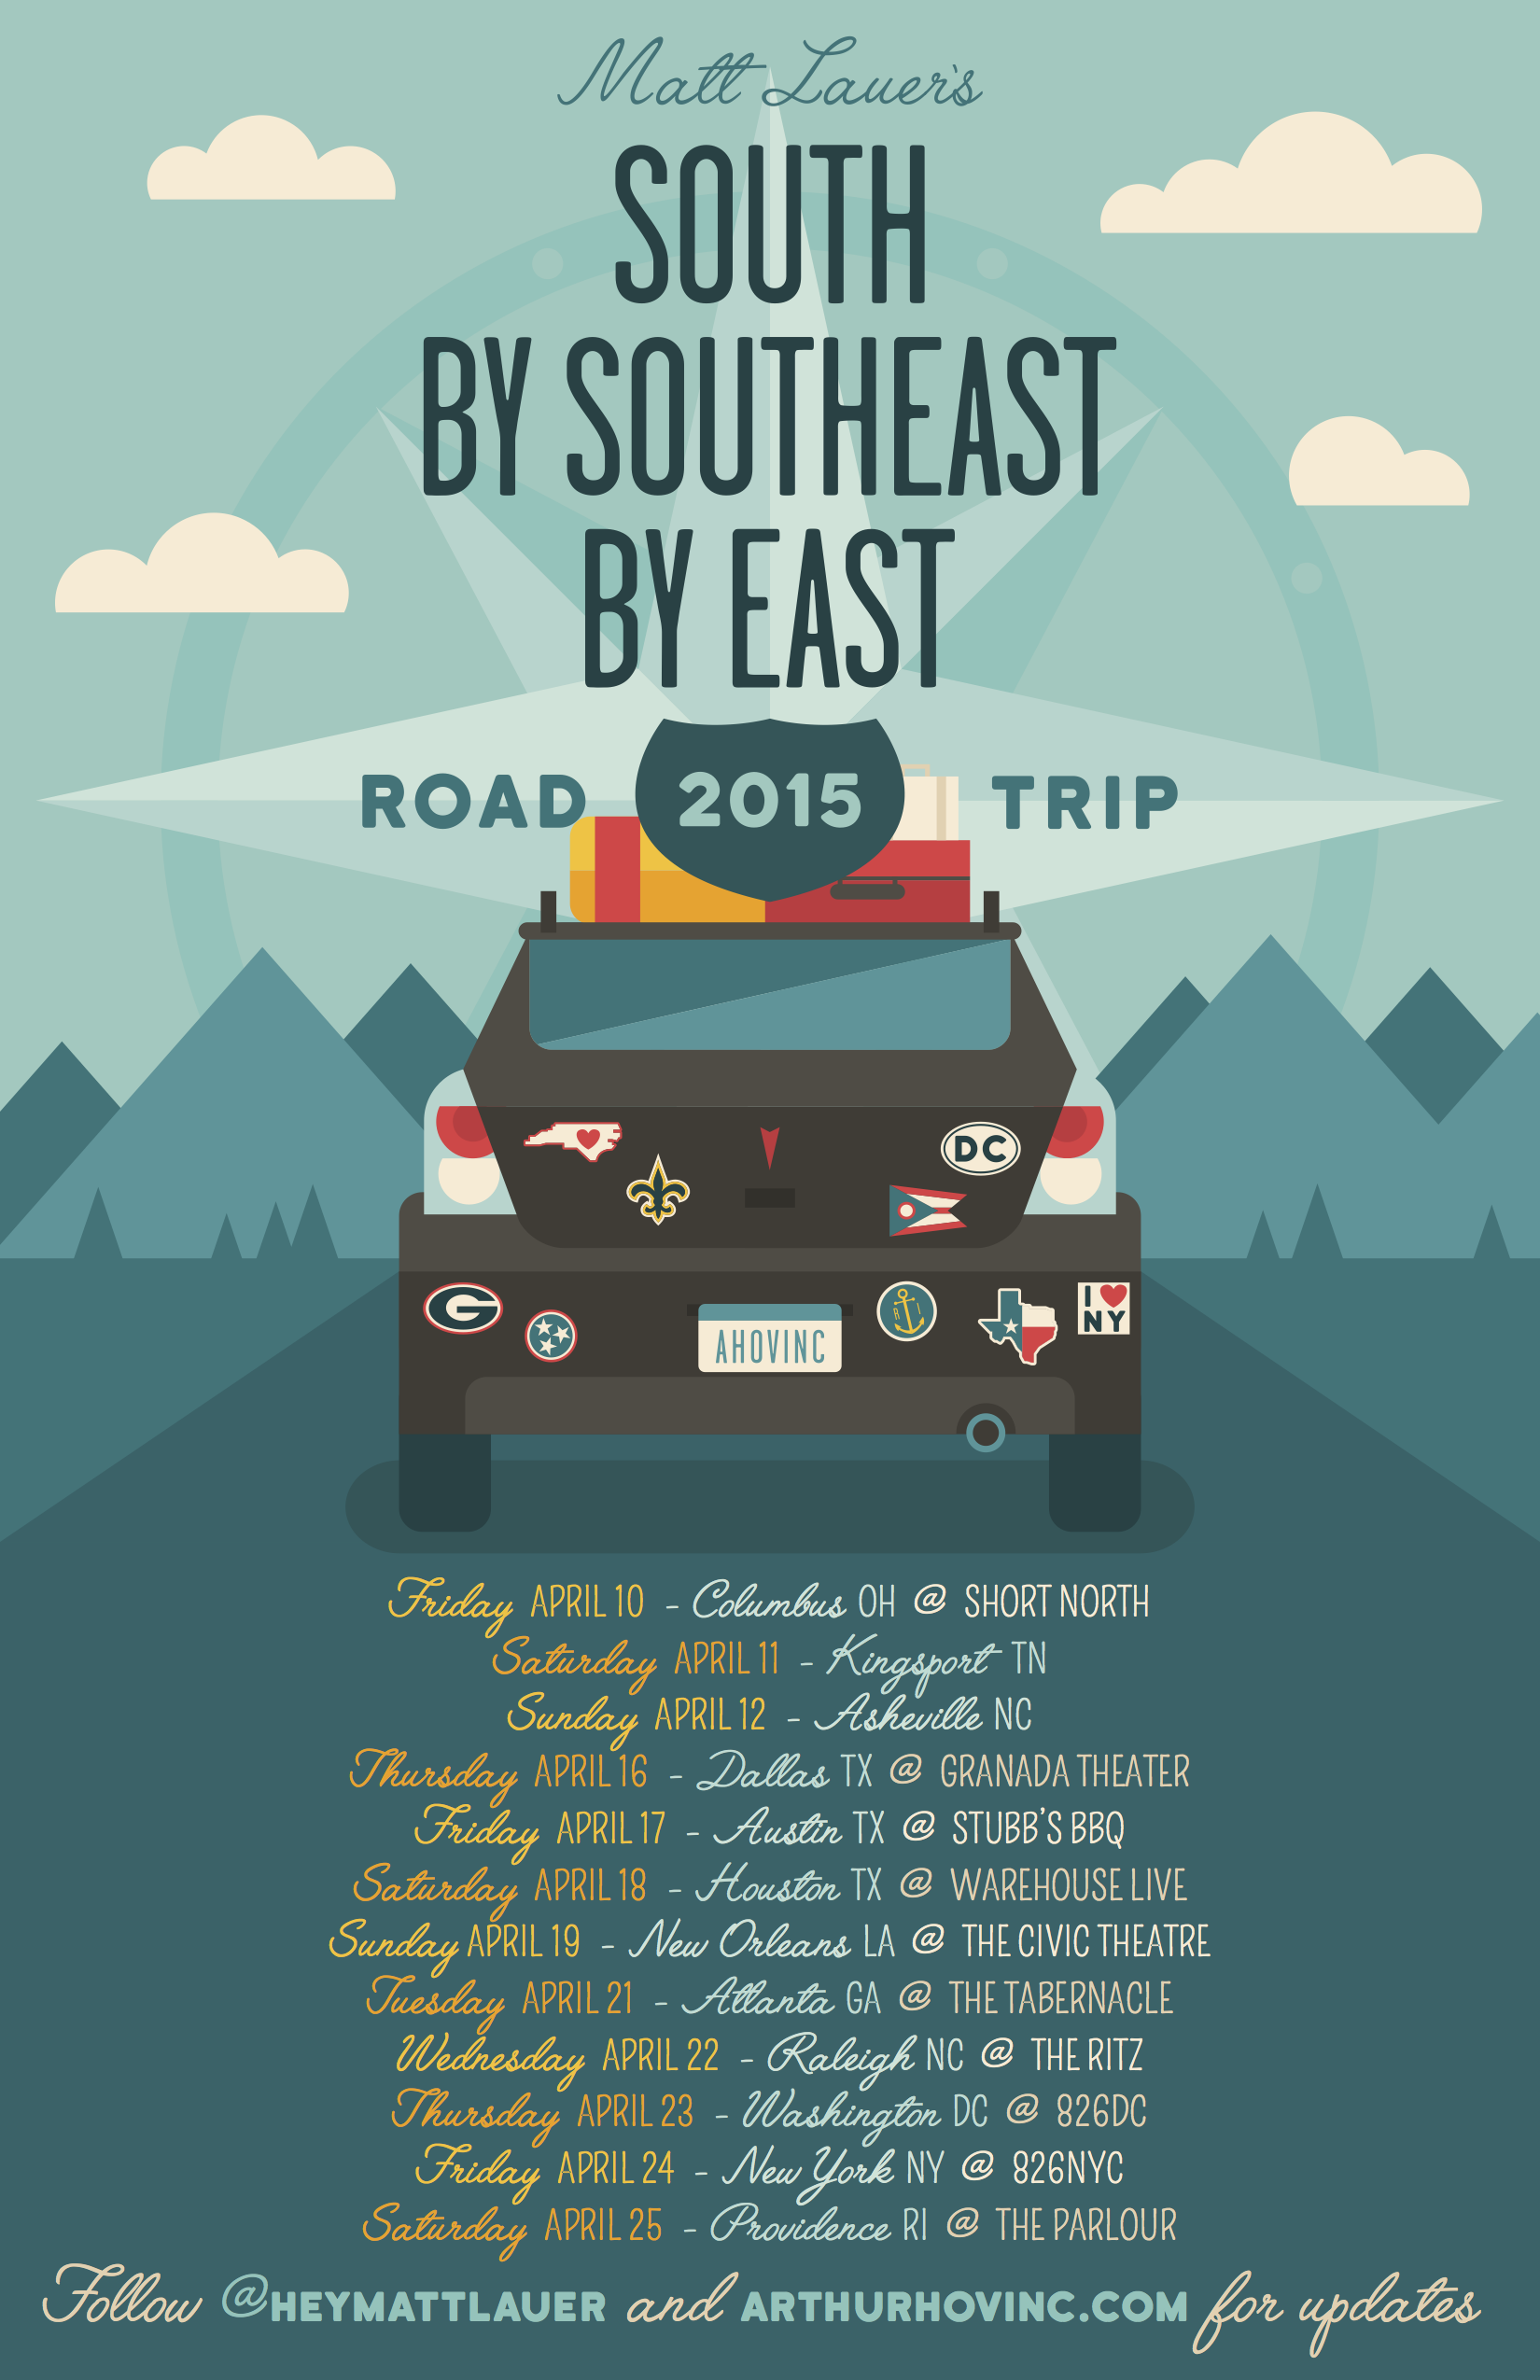 Matt Lauer's
SOUTH
BY SOUTHEAST
BY EAST
ROAD 2015 TRIP
DC
G
R I
I
NY
AHOVINC
Friday APRIL 10 - Columbus OH @ SHORT NORTH
Saturday APRIL 11 - Kingsport TN
Sunday APRIL 12 - Asheville NC
Thursday APRIL 16 - Dallas TX @ GRANADA THEATER
Friday APRIL 17 - Austin TX @ STUBB'S BBQ
Saturday APRIL 18 - Houston TX @ WAREHOUSE LIVE
Sunday APRIL 19 - New Orleans LA @ THE CIVIC THEATRE
Tuesday APRIL 21 - Atlanta GA @ THE TABERNACLE
Wednesday APRIL 22 - Raleigh NC @ THE RITZ
Thursday APRIL 23 - Washington DC @ 826DC
Friday APRIL 24 - New York NY @ 826NYC
Saturday APRIL 25 - Providence RI @ THE PARLOUR
Follow @HEYMATTLAUER and ARTHURHOVINC.COM for updates